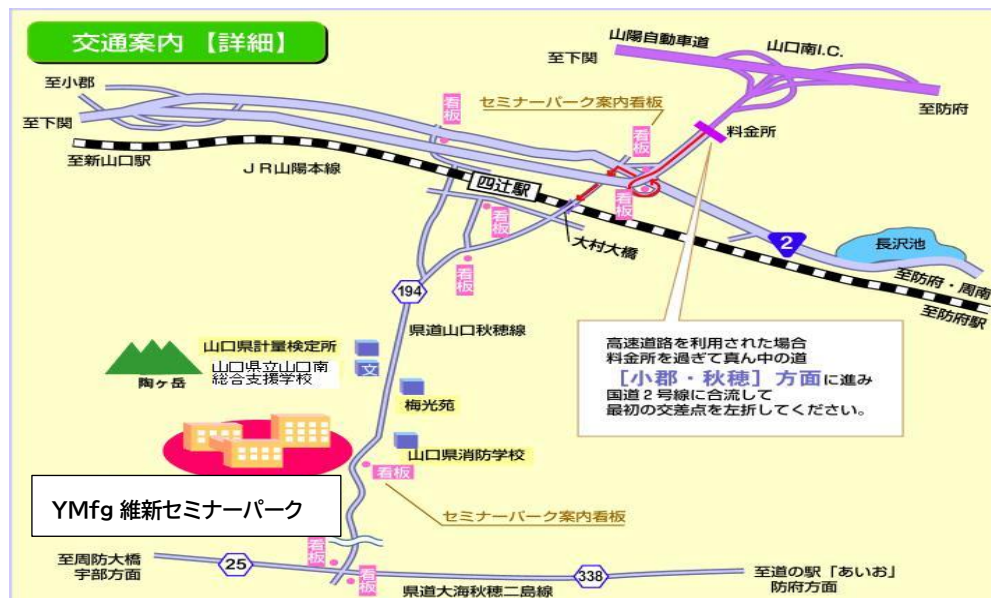 交通案内 【詳細】
山陽自動車道
山口南I.C.
至下関
至防府
至小郡
至下関
至新山口駅
JR山陽本線
看板
セミナーパーク案内看板
看板
料金所
四辻駅
看板
看板
大村大橋
看板
2
長沢池
至防府・周南
至防府駅
194
県道山口秋穂線
高速道路を利用された場合
料金所を過ぎて真ん中の道
[小郡・秋穂] 方面に進み
国道2号線に合流して
最初の交差点を左折してください。
陶ヶ岳
山口県計量検定所
山口県立山口南
総合支援学校
文
梅光苑
山口県消防学校
看板
セミナーパーク案内看板
YMfg 維新セミナーパーク
看板
看板
至周防大橋
宇部方面
25
県道大海秋穂二島線
338
至道の駅「あいお」
防府方面